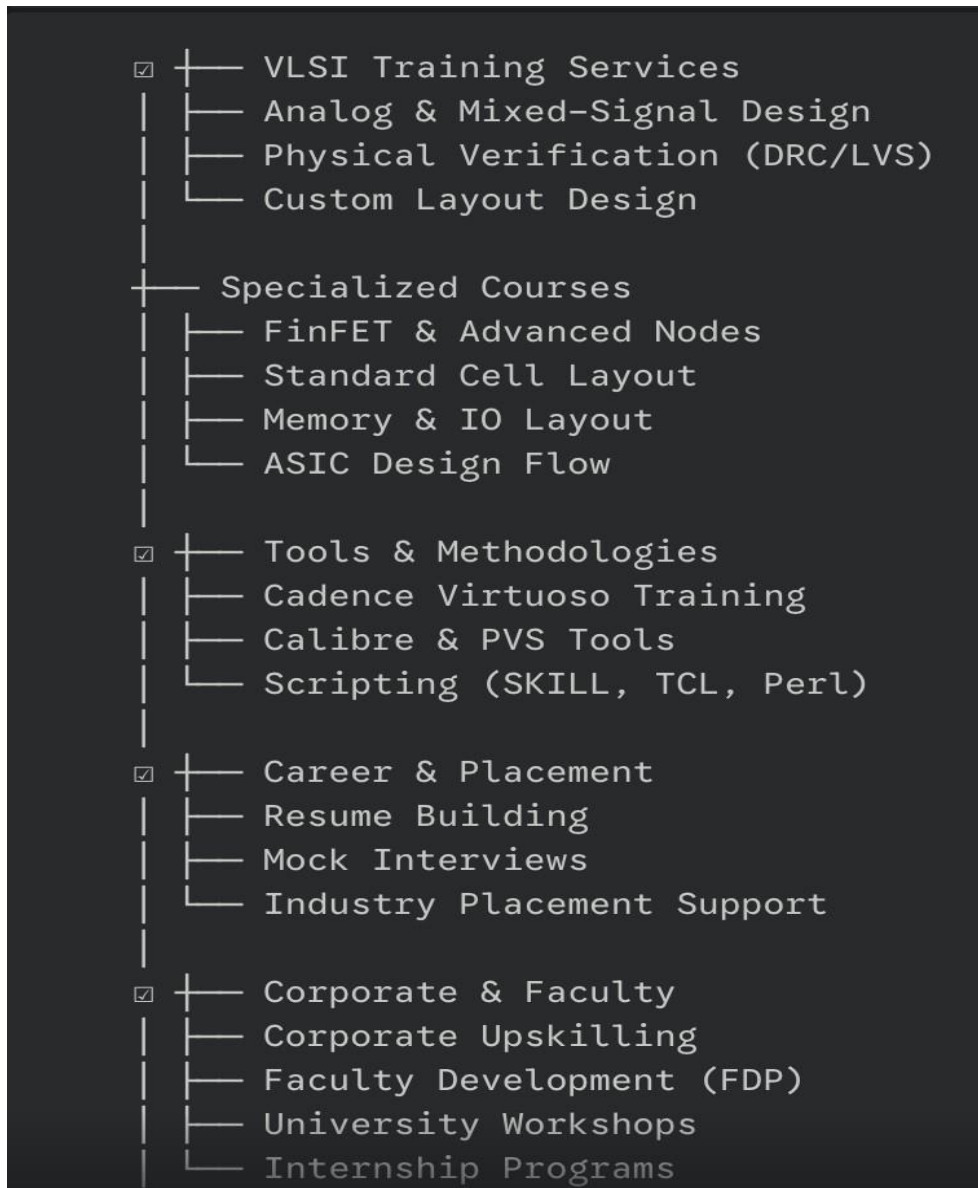 ☑ ┼── VLSI Training Services
│ ├── Analog & Mixed-Signal Design
│ ├── Physical Verification (DRC/LVS)
│ └── Custom Layout Design
│
┼── Specialized Courses
│ ├── FinFET & Advanced Nodes
│ ├── Standard Cell Layout
│ ├── Memory & IO Layout
│ └── ASIC Design Flow
│
☑ ┼── Tools & Methodologies
│ ├── Cadence Virtuoso Training
│ ├── Calibre & PVS Tools
│ └── Scripting (SKILL, TCL, Perl)
│
☑ ┼── Career & Placement
│ ├── Resume Building
│ ├── Mock Interviews
│ └── Industry Placement Support
│
☑ ┼── Corporate & Faculty
│ ├── Corporate Upskilling
│ ├── Faculty Development (FDP)
│ ├── University Workshops
│ └── Internship Programs